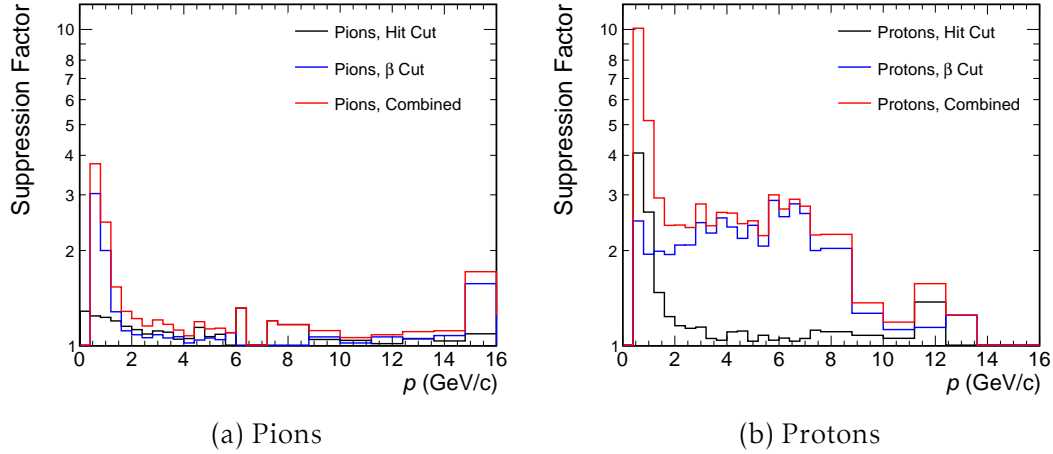 Suppression Factor
10
8
7
6
5
4
3
2
1
Pions, Hit Cut
Pions, β Cut
Pions, Combined
0 2 4 6 8 10 12 14 16
p (GeV/c)
(a) Pions
Suppression Factor
10
8
7
6
5
4
3
2
1
Protons, Hit Cut
Protons, β Cut
Protons, Combined
0 2 4 6 8 10 12 14 16
p (GeV/c)
(b) Protons